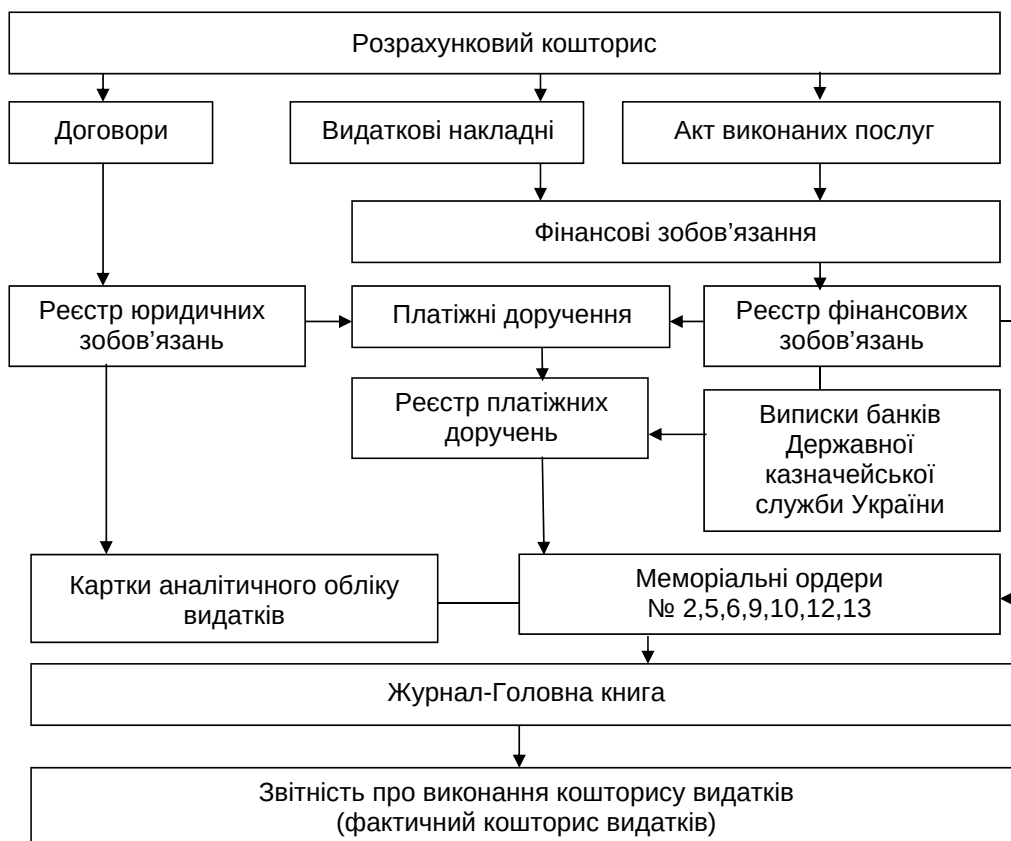 Розрахунковий кошторис
Договори
Видаткові накладні
Акт виконаних послуг
Фінансові зобов’язання
Реєстр юридичних
зобов’язань
Платіжні доручення
Реєстр фінансових
зобов’язань
Реєстр платіжних
доручень
Виписки банків
Державної
казначейської
служби України
Картки аналітичного обліку
видатків
Меморіальні ордери
№ 2,5,6,9,10,12,13
Журнал-Головна книга
Звітність про виконання кошторису видатків
(фактичний кошторис видатків)